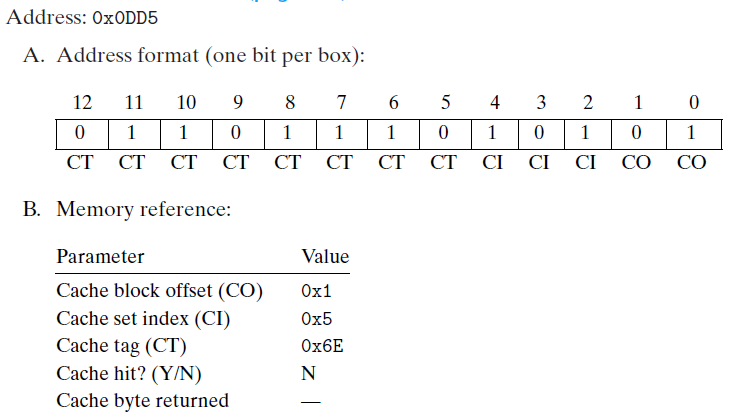 Address: 0x0DD5
A. Address format (one bit per box):
12 11 10 9 8 7 6 5 4 3 2 1 0
0 1 1 0 1 1 1 0 1 0 1 0 1
CT CT CT CT CT CT CT CT CI CI CI CO CO
B. Memory reference:
Parameter Value
Cache block offset (CO) 0x1
Cache set index (CI) 0x5
Cache tag (CT) 0x6E
Cache hit? (Y/N) N
Cache byte returned —